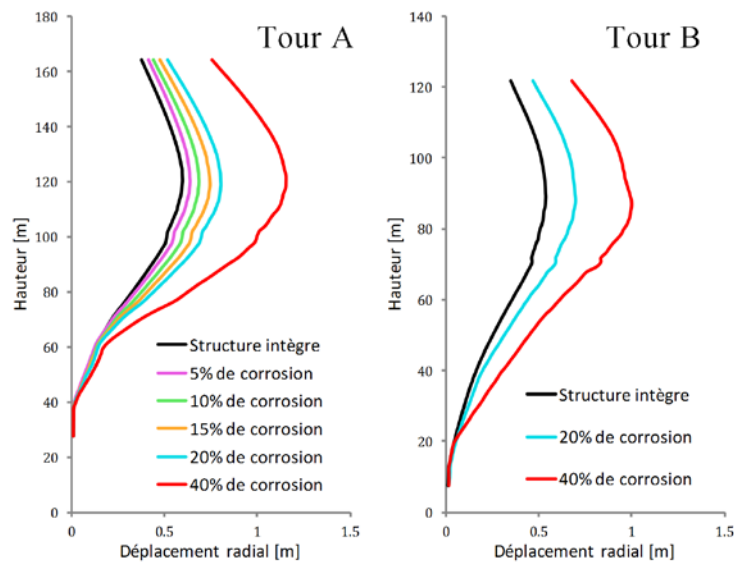 Tour A
Hauteur [m]
180
160
140
120
100
80
60
40
20
0
Structure intègre
5% de corrosion
10% de corrosion
15% de corrosion
20% de corrosion
40% de corrosion
0
0.5
1
1.5
Déplacement radial [m]
Tour B
Hauteur [m]
140
120
100
80
60
40
20
0
Structure intègre
20% de corrosion
40% de corrosion
0
0.5
1
1.5
Déplacement radial [m]